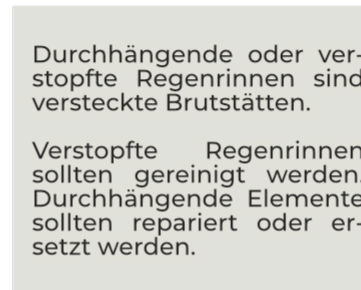 Durchhängende oder ver-
stopfte Regenrinnen sind
versteckte Brutstätten.
Verstopfte Regenrinnen
sollten gereinigt werden.
Durchhängende Elemente
sollten repariert oder er-
setzt werden.